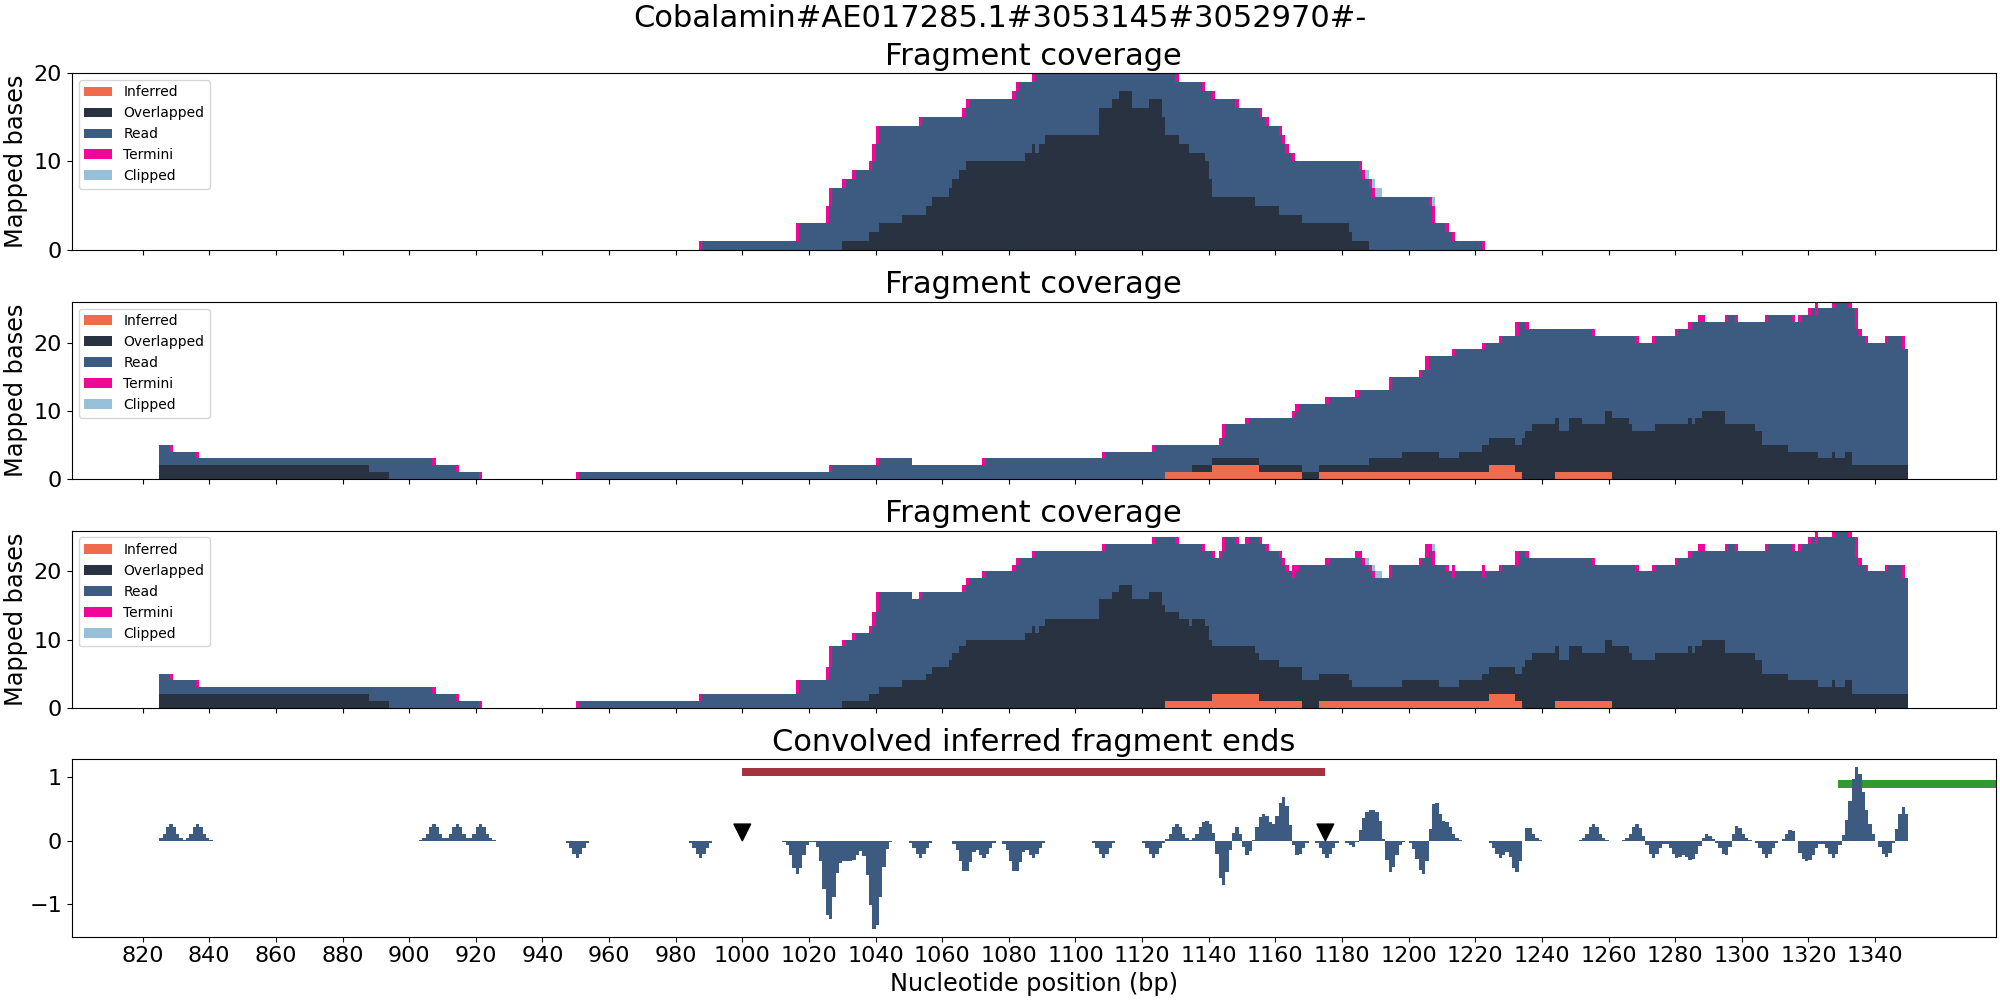 Cobalamin#AE017285.1#3053145#3052970#-
Fragment coverage
Mapped bases
20
10
0
Inferred
Overlapped
Read
Termini
Clipped
Fragment coverage
Mapped bases
20
10
0
Inferred
Overlapped
Read
Termini
Clipped
Fragment coverage
Mapped bases
20
10
0
Inferred
Overlapped
Read
Termini
Clipped
Convolved inferred fragment ends
1
0
−1
820 840 860 880 900 920 940 960 980 1000 1020 1040 1060 1080 1100 1120 1140 1160 1180 1200 1220 1240 1260 1280 1300 1320 1340
Nucleotide position (bp)